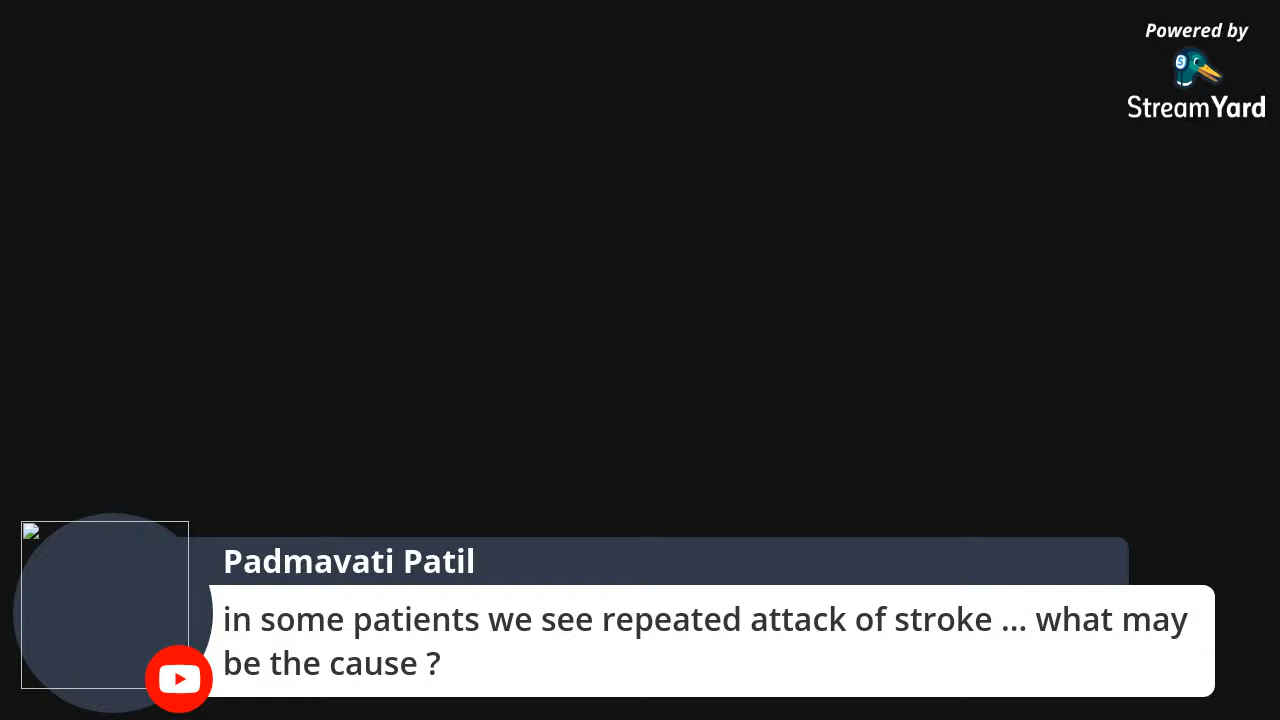 Powered by
S
StreamYard
Padmavati Patil
in some patients we see repeated attack of stroke ... what may
be the cause ?